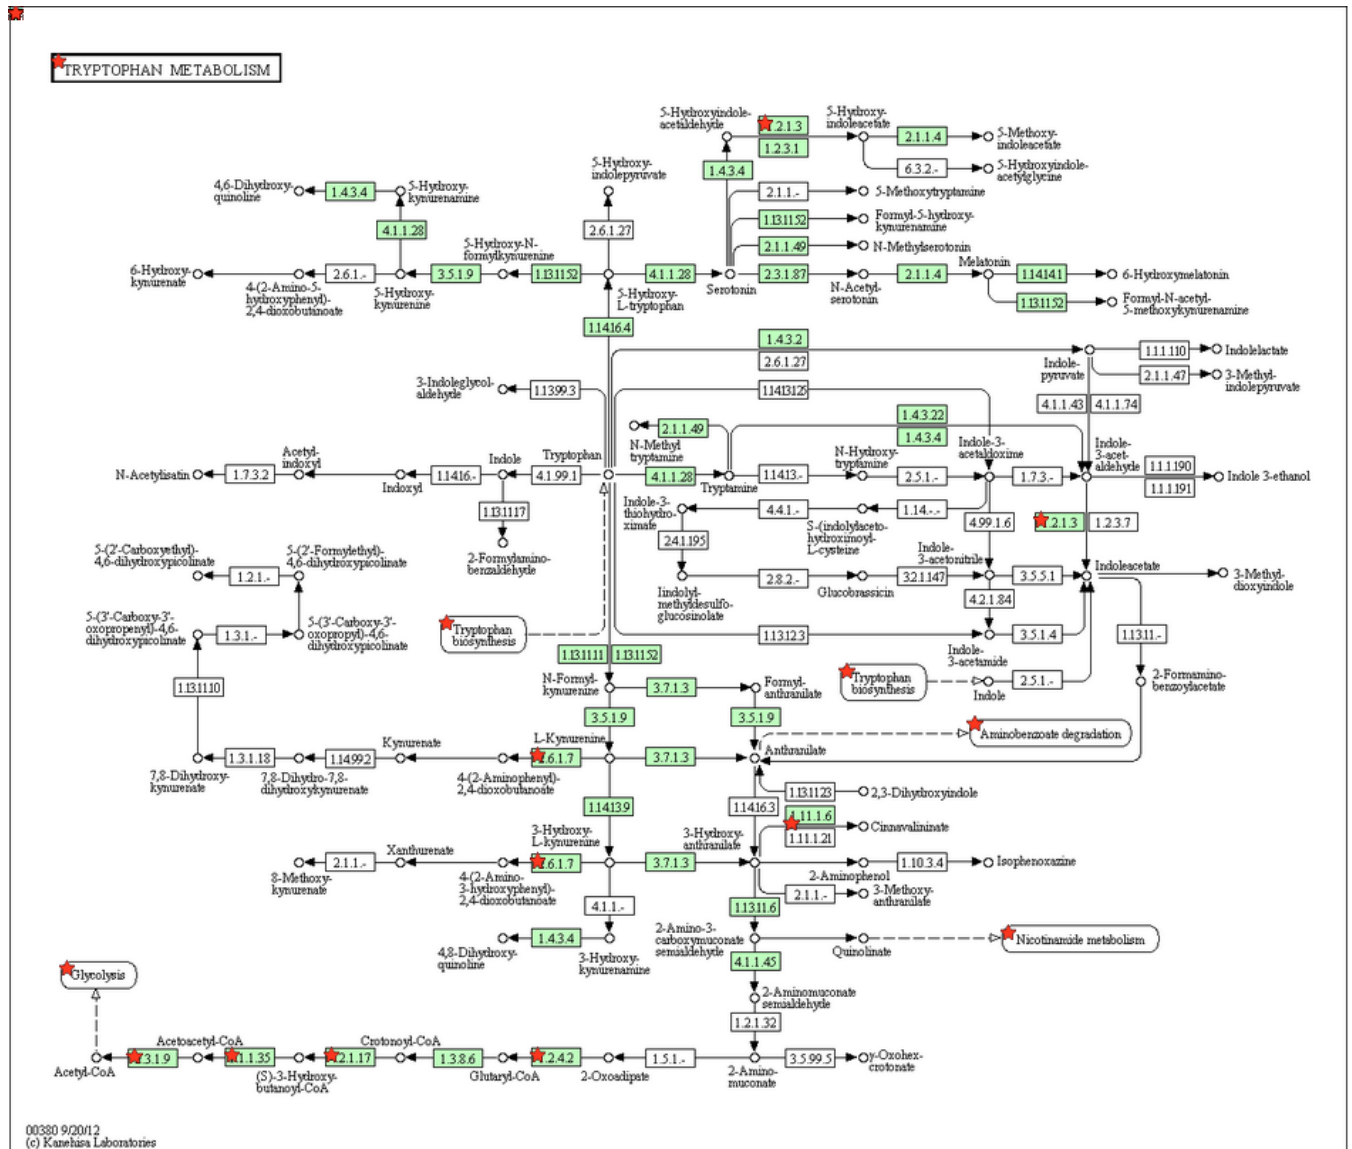 TRYPTOPHAN METABOLISM
5-Hydroxyindole-
acetaldehyde
.2.1.3
1.2.3.1
5-Hydroxy-
indoleacetate
2.1.1.4
5-Methoxy-
indoleacetate
6.3.2.-
5-Hydroxyindole-
acetylglycine
1.4.3.4
2.1.1.-
5-Methoxytryptamine
1.13.11.52
Formyl-5-hydroxy-
kynurenamine
2.1.1.49
N-Methylserotonin
4,6-Dihydroxy-
quinoline
1.4.3.4
5-Hydroxy-
kynurenamine
5-Hydroxy-
indolepyruvate
4.1.1.28
2.6.1.27
5-Hydroxy-N-
formylkynurenine
6-Hydroxy-
kynurenate
2.6.1.-
3.5.1.9
1.13.11.52
4.1.1.28
Serotonin
2.3.1.87
N-Acetyl-
serotonin
2.1.1.4
Melatonin
1.14.14.1
6-Hydroxymelatonin
1.13.11.52
Formyl-N-acetyl-
5-methoxykynurenamine
4-(2-Amino-5-
hydroxyphenyl)-
2,4-dioxobutanoate
5-Hydroxy-
kynurenine
5-Hydroxy-
L-tryptophan
1.14.16.4
1.4.3.2
2.6.1.27
Indole-
pyruvate
1.1.1.110
Indolelactate
2.1.1.47
3-Methyl-
indolepyruvate
3-Indoleglycol-
aldehyde
1.13.99.3
1.14.13.125
4.1.1.43
4.1.1.74
1.4.3.22
1.4.3.4
2.1.1.49
N-Methyl
tryptamine
N-Hydroxy-
tryptamine
Indole-3-
acetaldoxime
Indole-
3-acet-
aldehyde
N-Acetylisatin
1.7.3.2
Acetyl-
indoxyl
Indoxyl
1.14.16.-
Indole
4.1.99.1
Tryptophan
4.1.1.28
Tryptamine
1.14.13.-
2.5.1.-
1.7.3.-
1.1.1.190
1.1.1.191
Indole 3-ethanol
1.13.11.17
2-Formylamino-
benzaldehyde
Indole-3-
thiohydro-
ximate
4.4.1.-
S-(indolylaceto-
hydroximoyl-
L-cysteine
1.14.-.-
4.99.1.6
.2.1.3
1.2.3.7
2.4.1.195
Indole-
3-acetonitrile
5-(2'-Carboxyethyl)-
4,6-dihydroxypicolinate
5-(2'-Formylethyl)-
4,6-dihydroxypicolinate
1.2.1.-
Iindolyl-
methyldesulfo-
glucosinolate
2.8.2.-
Glucobrassicin
3.2.1.147
3.5.5.1
Indoleacetate
3-Methyl-
dioxyindole
4.2.1.84
5-(3'-Carboxy-3'-
oxopropenyl)-4,6-
dihydroxypicolinate
1.3.1.-
5-(3'-Carboxy-3'-
oxopropyl)-4,6-
dihydroxypicolinate
Tryptophan
biosynthesis
1.13.12.3
Indole-
3-acetamide
3.5.1.4
1.13.11.-
1.13.11.10
1.13.11.11
1.13.11.52
N-Formyl-
kynurenine
3.7.1.3
Formyl-
anthranilate
Tryptophan
biosynthesis
Indole
2.5.1.-
2-Formamino-
benzoylacetate
3.5.1.9
3.5.1.9
Aminobenzoate degradation
7,8-Dihydroxy-
kynurenate
1.3.1.18
7,8-Dihydro-7,8-
dihydroxykynurenate
1.14.99.2
Kynurenate
4-(2-Aminophenyl)-
2,4-dioxobutanoate
.6.1.7
L-Kynurenine
3.7.1.3
Anthranilate
1.14.13.9
1.14.16.3
1.13.11.23
2,3-Dihydroxyindole
1.11.1.6
1.11.1.21
Cinnavalininate
3-Hydroxy-
L-kynurenine
3-Hydroxy-
anthranilate
8-Methoxy-
kynurenate
2.1.1.-
Xanthurenate
4-(2-Amino-
3-hydroxyphenyl)-
2,4-dioxobutanoate
.6.1.7
3.7.1.3
2-Aminophenol
1.10.3.4
Isophenoxazine
2.1.1.-
3-Methoxy-
anthranilate
4.1.1.-
1.13.11.6
4,8-Dihydroxy-
quinoline
1.4.3.4
3-Hydroxy-
kynurenamine
2-Amino-3-
carboxymuconate
semialdehyde
Quinolinate
Nicotinamide metabolism
4.1.1.45
Glycolysis
2-Aminomuconate
semialdehyde
1.2.1.32
Acetyl-CoA
.3.1.9
Acetoacetyl-CoA
.1.1.35
(S)-3-Hydroxy-
butanoyl-CoA
.2.1.17
Crotonoyl-CoA
1.3.8.6
Glutaryl-CoA
.2.4.2
2-Oxoadipate
1.5.1.-
2-Amino-
muconate
3.5.99.5
γ-Oxohex-
crotonate
00380 9/20/12
(c) Kanehisa Laboratories